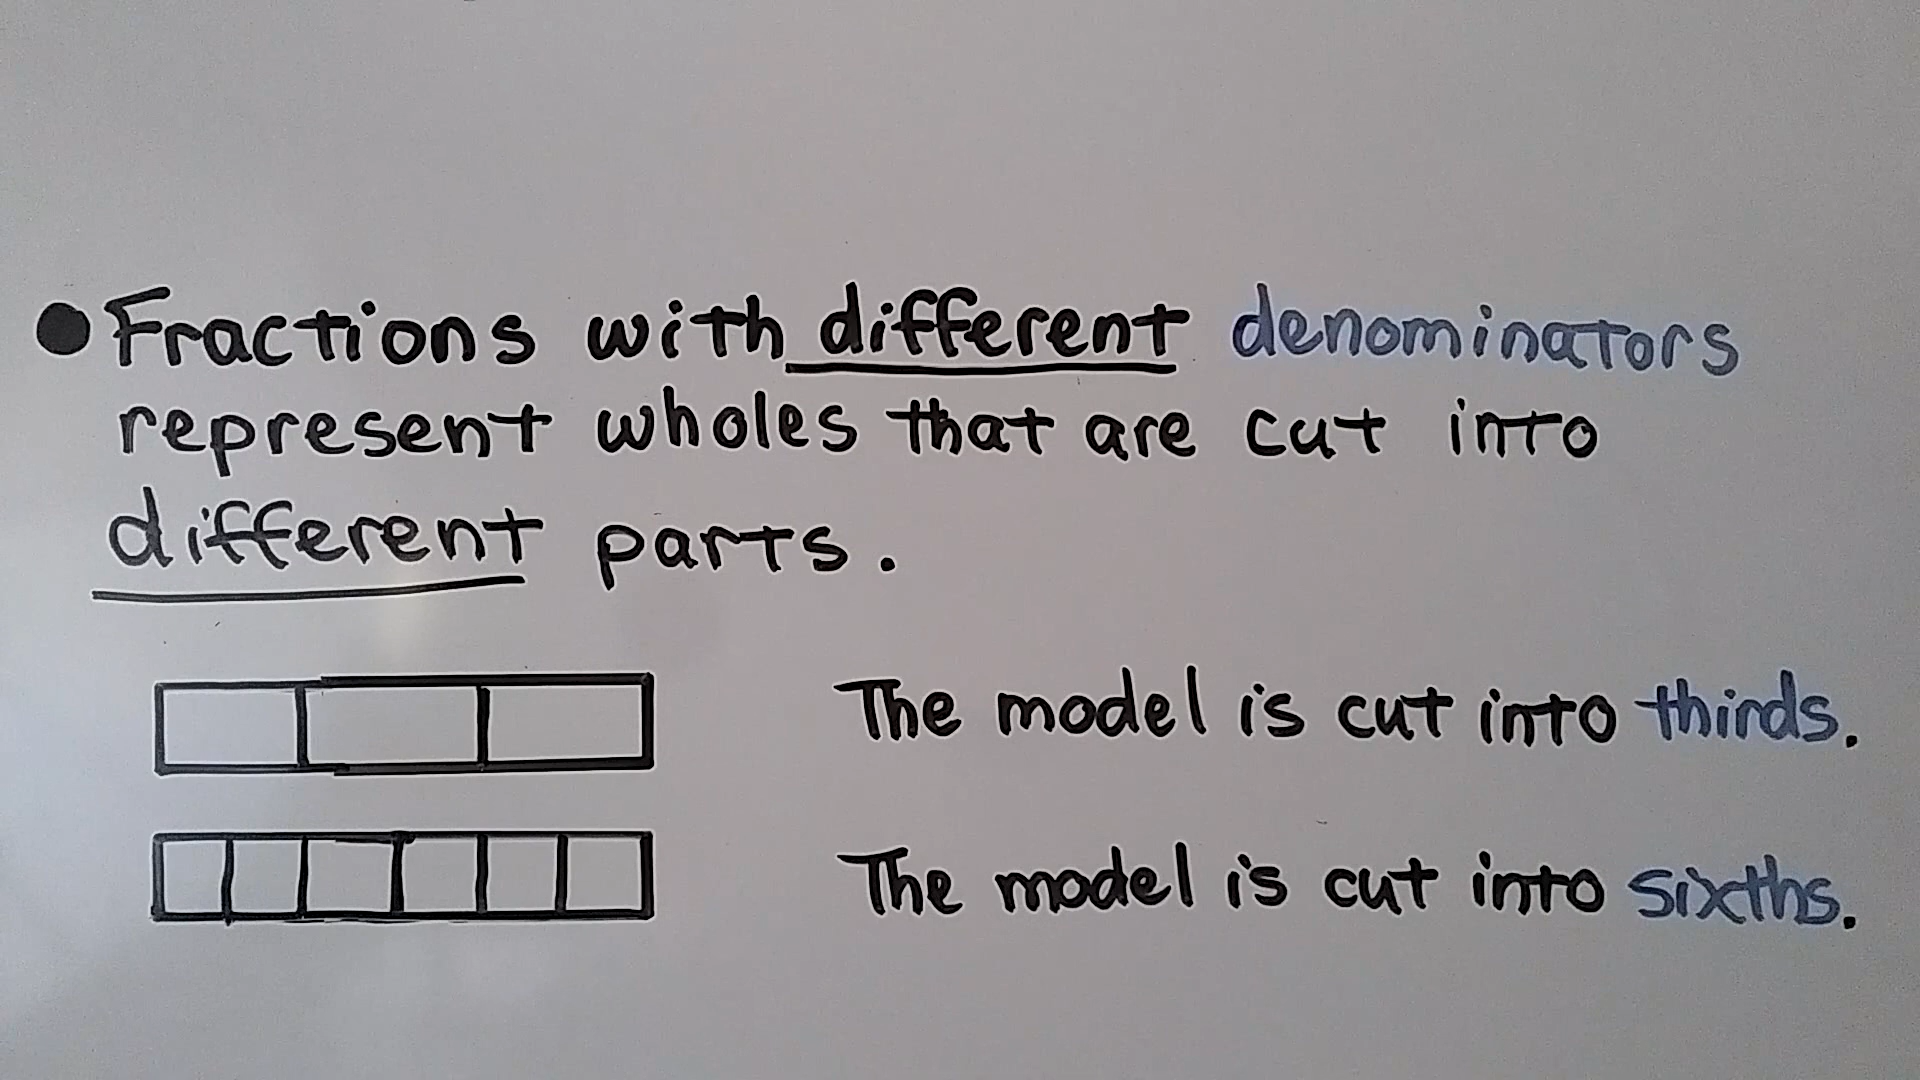 ● Fractions with different denominators
represent wholes that are cut into
different parts.
The model is cut into thirds.
The model is cut into sixths.